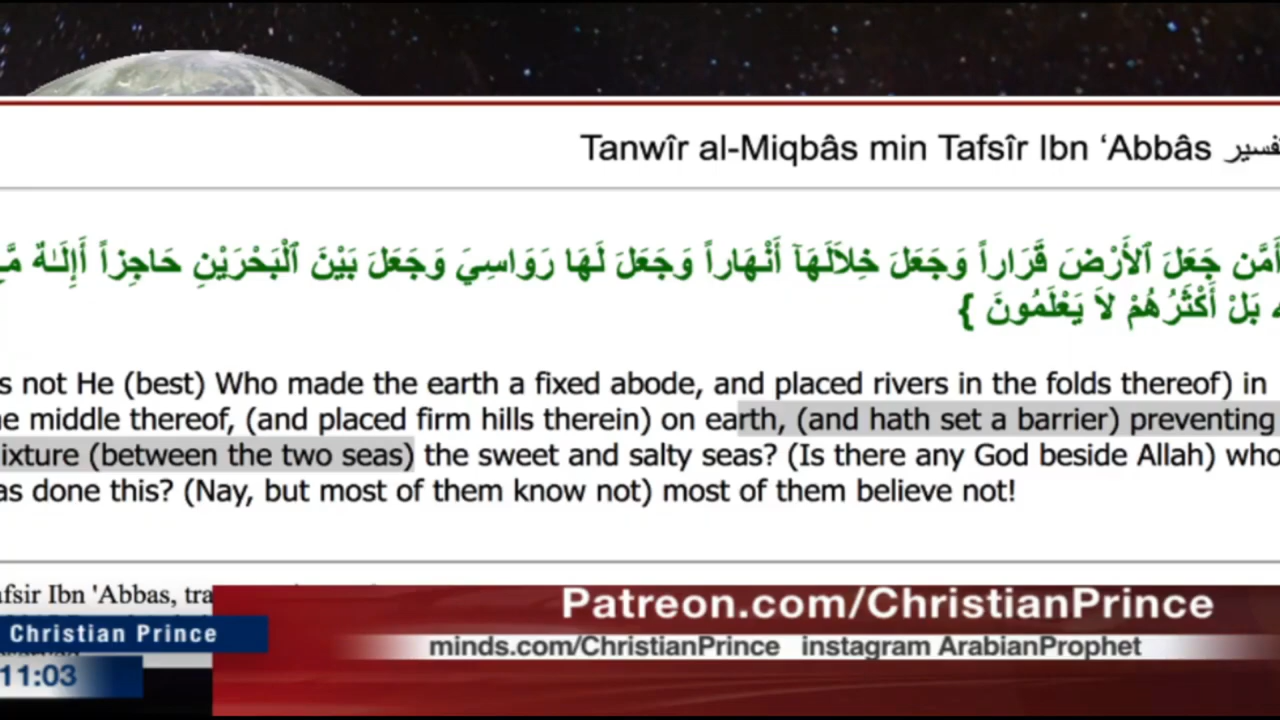 Tanwîr al-Miqbâs min Tafsîr Ibn ‘Abbâs
أَمَّن جَعَلَ ٱلأَرْضَ قَرَاراً وَجَعَلَ خِلاَلَهَآ أَنْهَاراً وَجَعَلَ لَهَا رَوَاسِيَ وَجَعَلَ بَيْنَ ٱلْبَحْرَيْنِ حَاجِزاً أَإِلَـٰهٌ
بَلْ أَكْثَرُهُمْ لاَ يَعْلَمُونَ }
s not He (best) Who made the earth a fixed abode, and placed rivers in the folds thereof) in
e middle thereof, (and placed firm hills therein) on earth, (and hath set a barrier) preventing
ixture (between the two seas) the sweet and salty seas? (Is there any God beside Allah) who
as done this? (Nay, but most of them know not) most of them believe not!
afsir Ibn 'Abbas, tra
Patreon.com/ChristianPrince
Christian Prince
minds.com/ChristianPrince instagram ArabianProphet
11:03